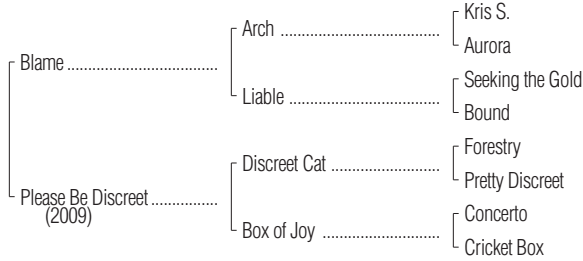 Kris S.
Arch ..........................................
Aurora
Blame ........................................
Seeking the Gold
Liable ........................................
Bound
Forestry
Discreet Cat .............................
Pretty Discreet
Please Be Discreet .................
(2009)
Concerto
Box of Joy ................................
Cricket Box